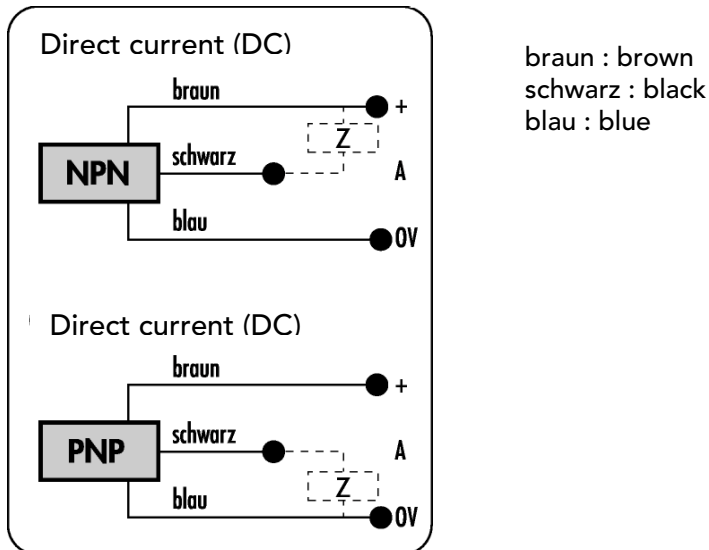 Direct current (DC)
braun
+
Z
schwarz
NPN
A
blau
0V
Direct current (DC)
braun
+
schwarz
PNP
A
Z
blau
0V
braun : brown
schwarz : black
blau : blue